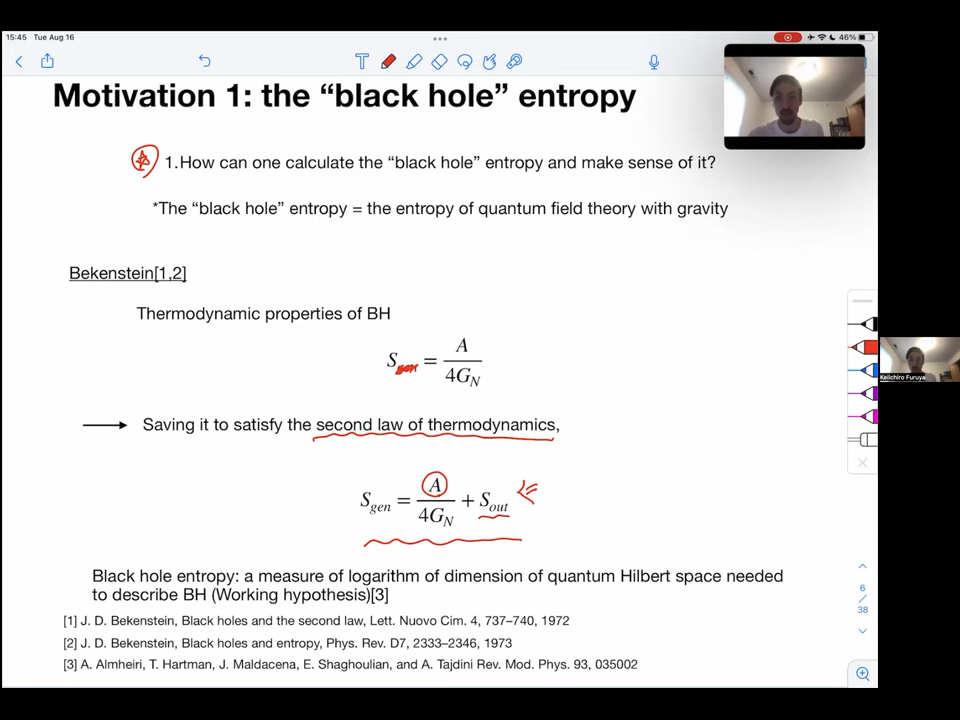 15:45 Tue Aug 16
46%
Motivation 1: the “black hole” entropy
1.How can one calculate the “black hole” entropy and make sense of it?
*The “black hole” entropy = the entropy of quantum field theory with gravity
Bekenstein[1,2]
Thermodynamic properties of BH
S = A / 4G_N
Saving it to satisfy the second law of thermodynamics,
S_gen = A / 4G_N + S_out
Black hole entropy: a measure of logarithm of dimension of quantum Hilbert space needed
to describe BH (Working hypothesis)[3]
[1] J. D. Bekenstein, Black holes and the second law, Lett. Nuovo Cim. 4, 737–740, 1972
[2] J. D. Bekenstein, Black holes and entropy, Phys. Rev. D7, 2333–2346, 1973
[3] A. Almheiri, T. Hartman, J. Maldacena, E. Shaghoulian, and A. Tajdini Rev. Mod. Phys. 93, 035002
6
/
38
Keiichiro Furuya